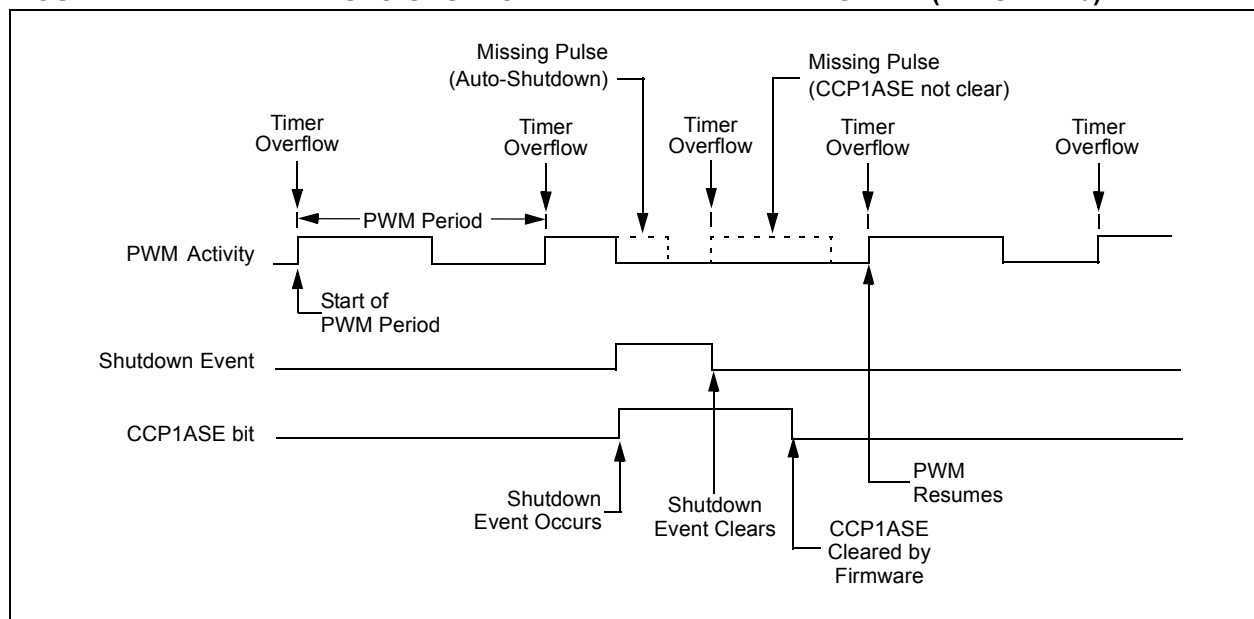 Missing Pulse
(Auto-Shutdown)
Missing Pulse
(CCP1ASE not clear)
Timer
Overflow
Timer
Overflow
Timer
Overflow
Timer
Overflow
Timer
Overflow
PWM Period
PWM Activity
Start of
PWM Period
Shutdown Event
CCP1ASE bit
Shutdown
Event Occurs
Shutdown
Event Clears
PWM
Resumes
CCP1ASE
Cleared by
Firmware